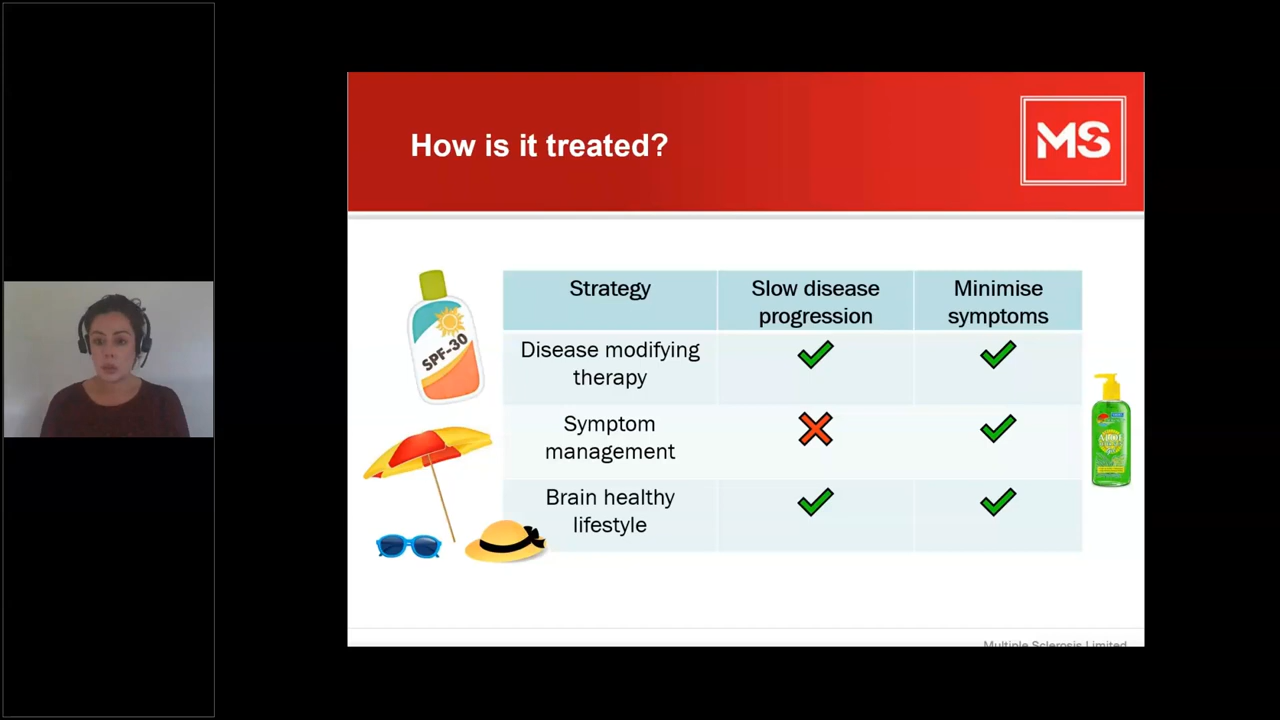 How is it treated?
MS
Strategy
Slow disease
progression
Minimise
symptoms
Disease modifying
therapy
Symptom
management
Brain healthy
lifestyle
SPF-30
Multiple Sclerosis Limited